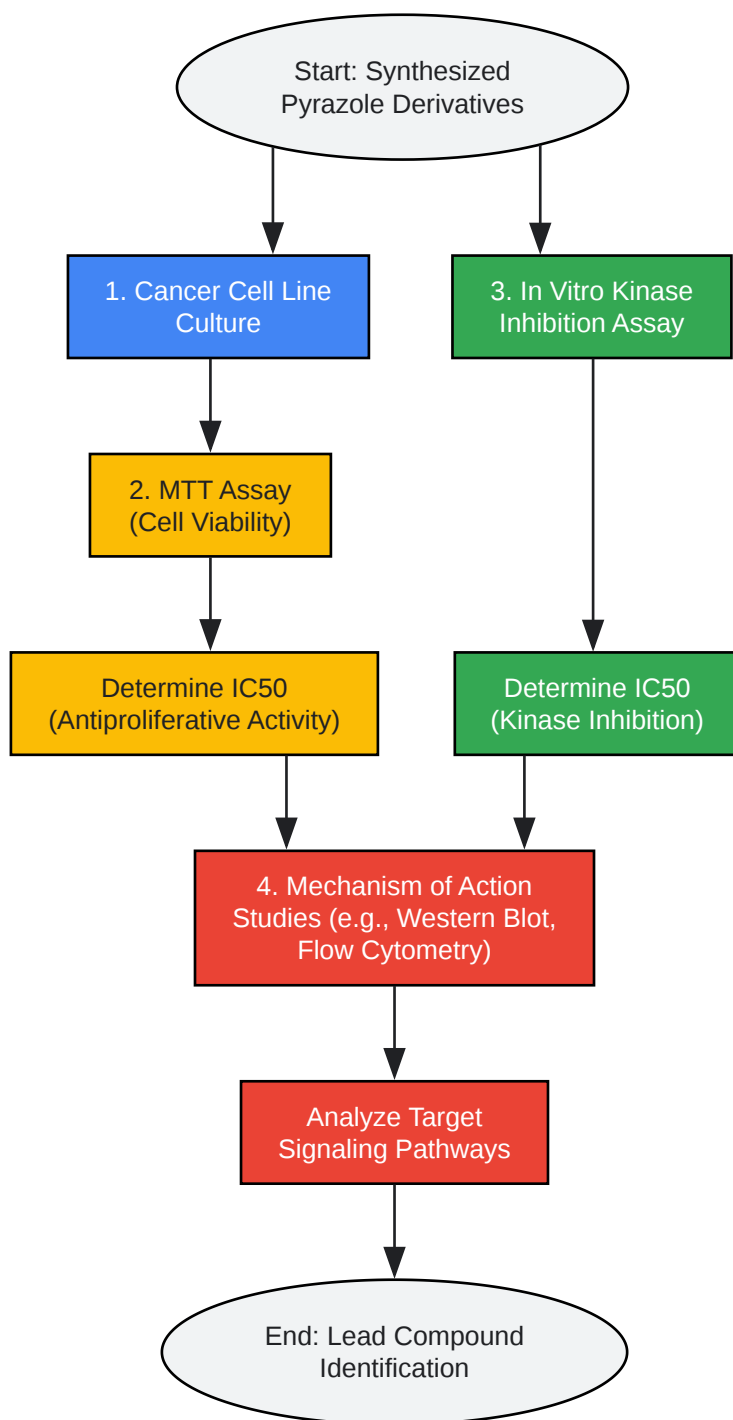 Start: Synthesized
Pyrazole Derivatives
1. Cancer Cell Line
Culture
3. In Vitro Kinase
Inhibition Assay
2. MTT Assay
(Cell Viability)
Determine IC50
(Antiproliferative Activity)
Determine IC50
(Kinase Inhibition)
4. Mechanism of Action
Studies (e.g., Western Blot,
Flow Cytometry)
Analyze Target
Signaling Pathways
End: Lead Compound
Identification